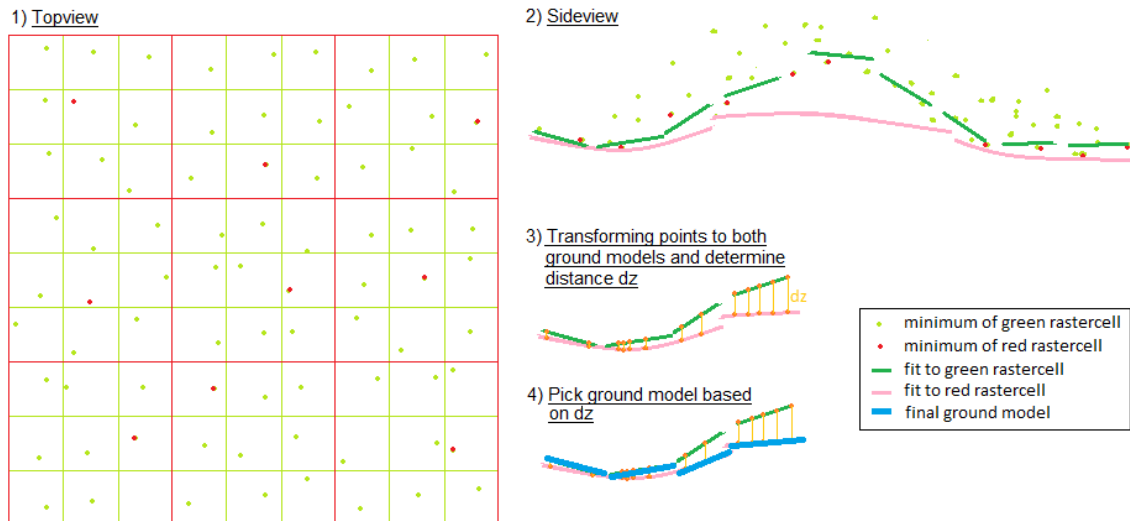 1) Topview
2) Sideview
3) Transforming points to both
ground models and determine
distance dz
dz
4) Pick ground model based
on dz
minimum of green rastercell
minimum of red rastercell
fit to green rastercell
fit to red rastercell
final ground model